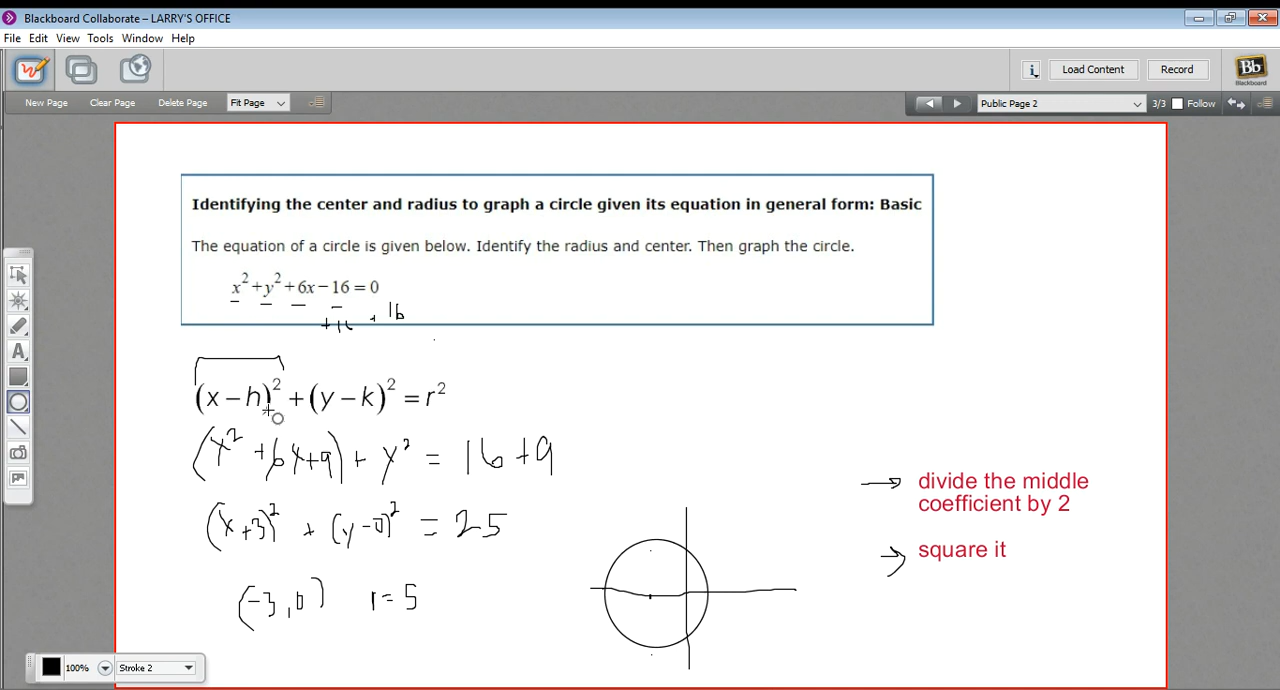 Blackboard Collaborate – LARRY'S OFFICE
File Edit View Tools Window Help
Load Content Record Bb Blackboard
New Page Clear Page Delete Page Fit Page Public Page 2 3/3 Follow
Identifying the center and radius to graph a circle given its equation in general form: Basic
The equation of a circle is given below. Identify the radius and center. Then graph the circle.
x² + y² + 6x − 16 = 0
+16 + 16
(x − h)² + (y − k)² = r²
(x² + 6x + 9) + y² = 16 + 9
(x + 3)² + (y − 0)² = 25
(−3, 0) r = 5
divide the middle
coefficient by 2
square it
100% Stroke 2